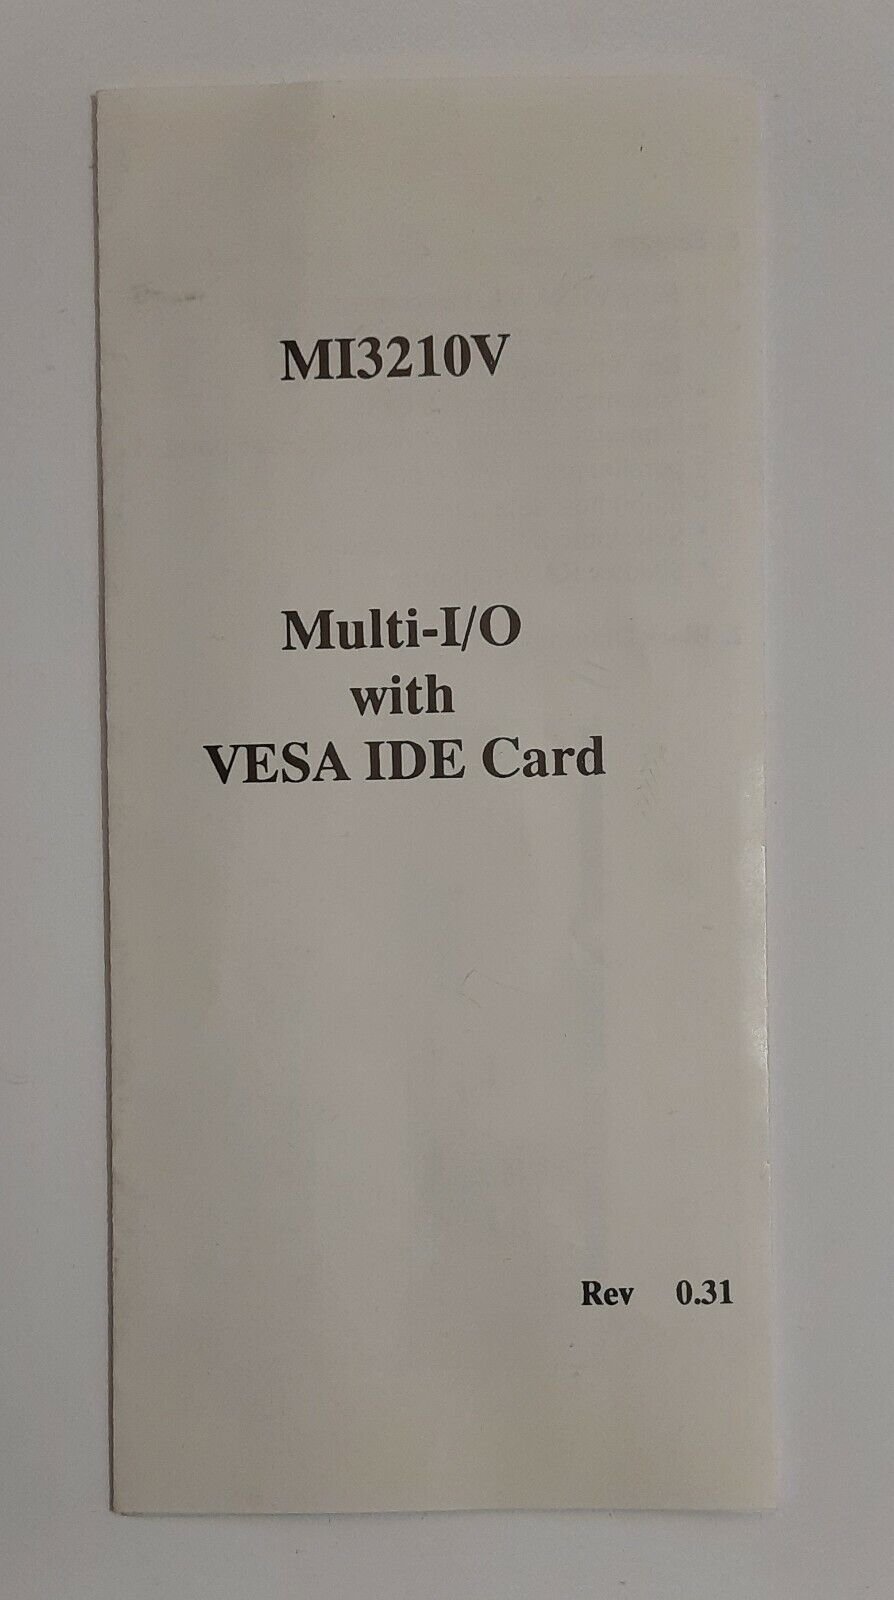 MI3210V
Multi-I/O
with
VESA IDE Card
Rev 0.31